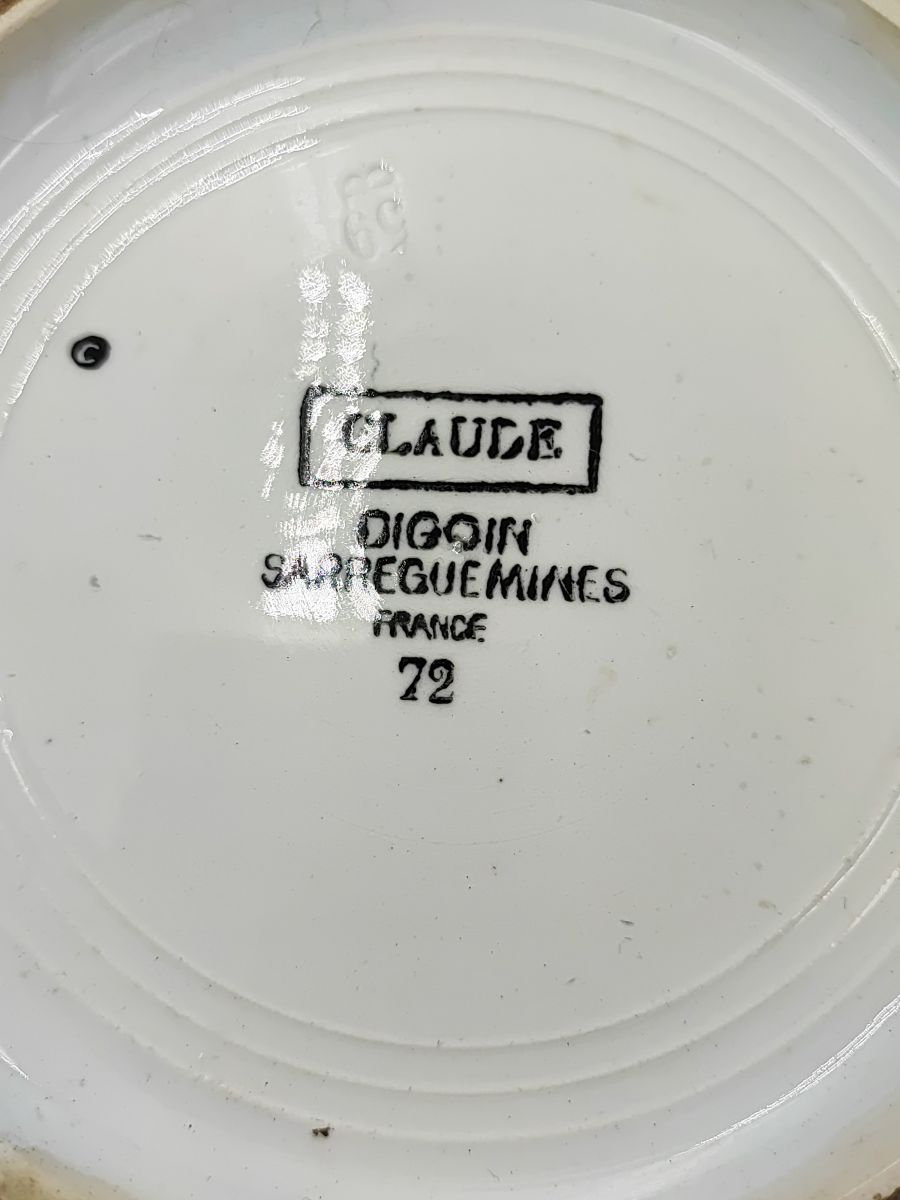 C
CLAUDE
DIGOIN
SARREGUEMINES
FRANCE
72